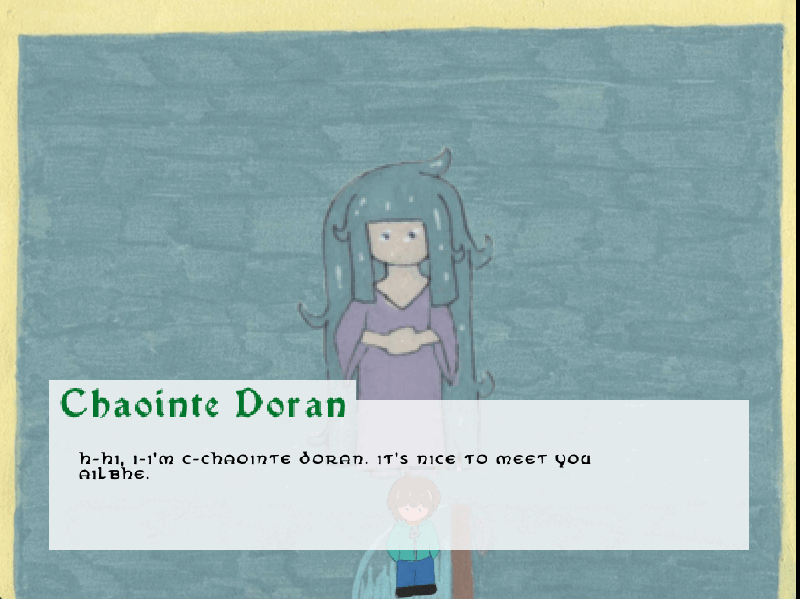 Chaointe Doran
h-hi, i-i'm c-chaointe doran. it's nice to meet you
ailbhe.